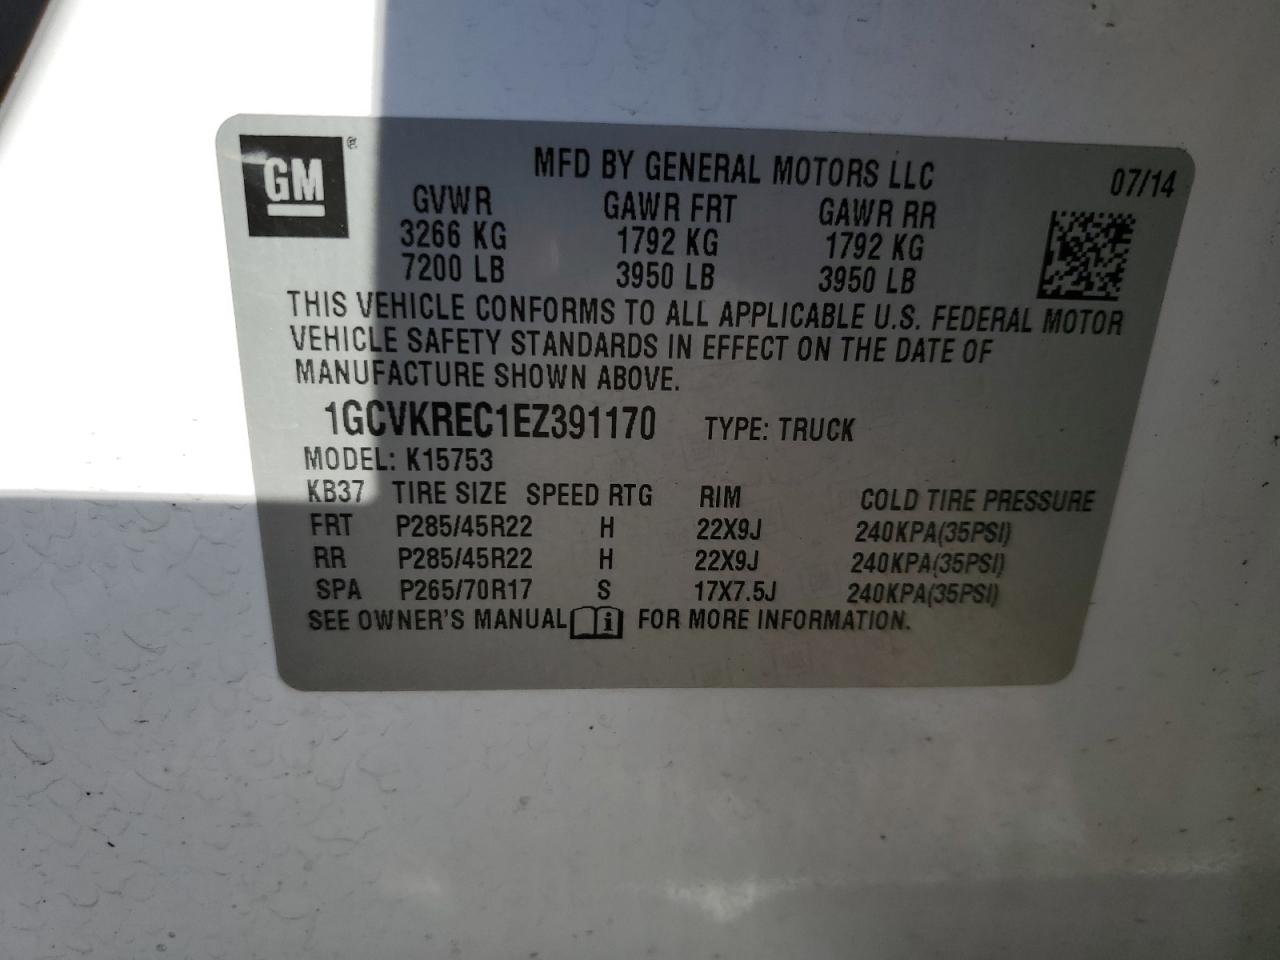 GM®
MFD BY GENERAL MOTORS LLC 07/14
GVWR GAWR FRT GAWR RR
3266 KG 1792 KG 1792 KG
7200 LB 3950 LB 3950 LB
THIS VEHICLE CONFORMS TO ALL APPLICABLE U.S. FEDERAL MOTOR
VEHICLE SAFETY STANDARDS IN EFFECT ON THE DATE OF
MANUFACTURE SHOWN ABOVE.
1GCVKREC1EZ391170 TYPE: TRUCK
MODEL: K15753
KB37 TIRE SIZE SPEED RTG RIM COLD TIRE PRESSURE
FRT P285/45R22 H 22X9J 240KPA(35PSI)
RR P285/45R22 H 22X9J 240KPA(35PSI)
SPA P265/70R17 S 17X7.5J 240KPA(35PSI)
SEE OWNER'S MANUAL i FOR MORE INFORMATION.